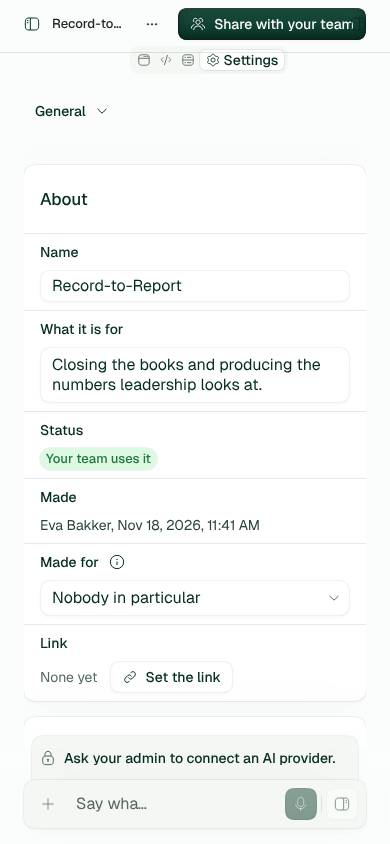 Record-to...
Share with your team
Settings
General
About
Name
Record-to-Report
What it is for
Closing the books and producing the
numbers leadership looks at.
Status
Your team uses it
Made
Eva Bakker, Nov 18, 2026, 11:41 AM
Made for
Nobody in particular
Link
None yet
Set the link
Ask your admin to connect an AI provider.
Say wha...